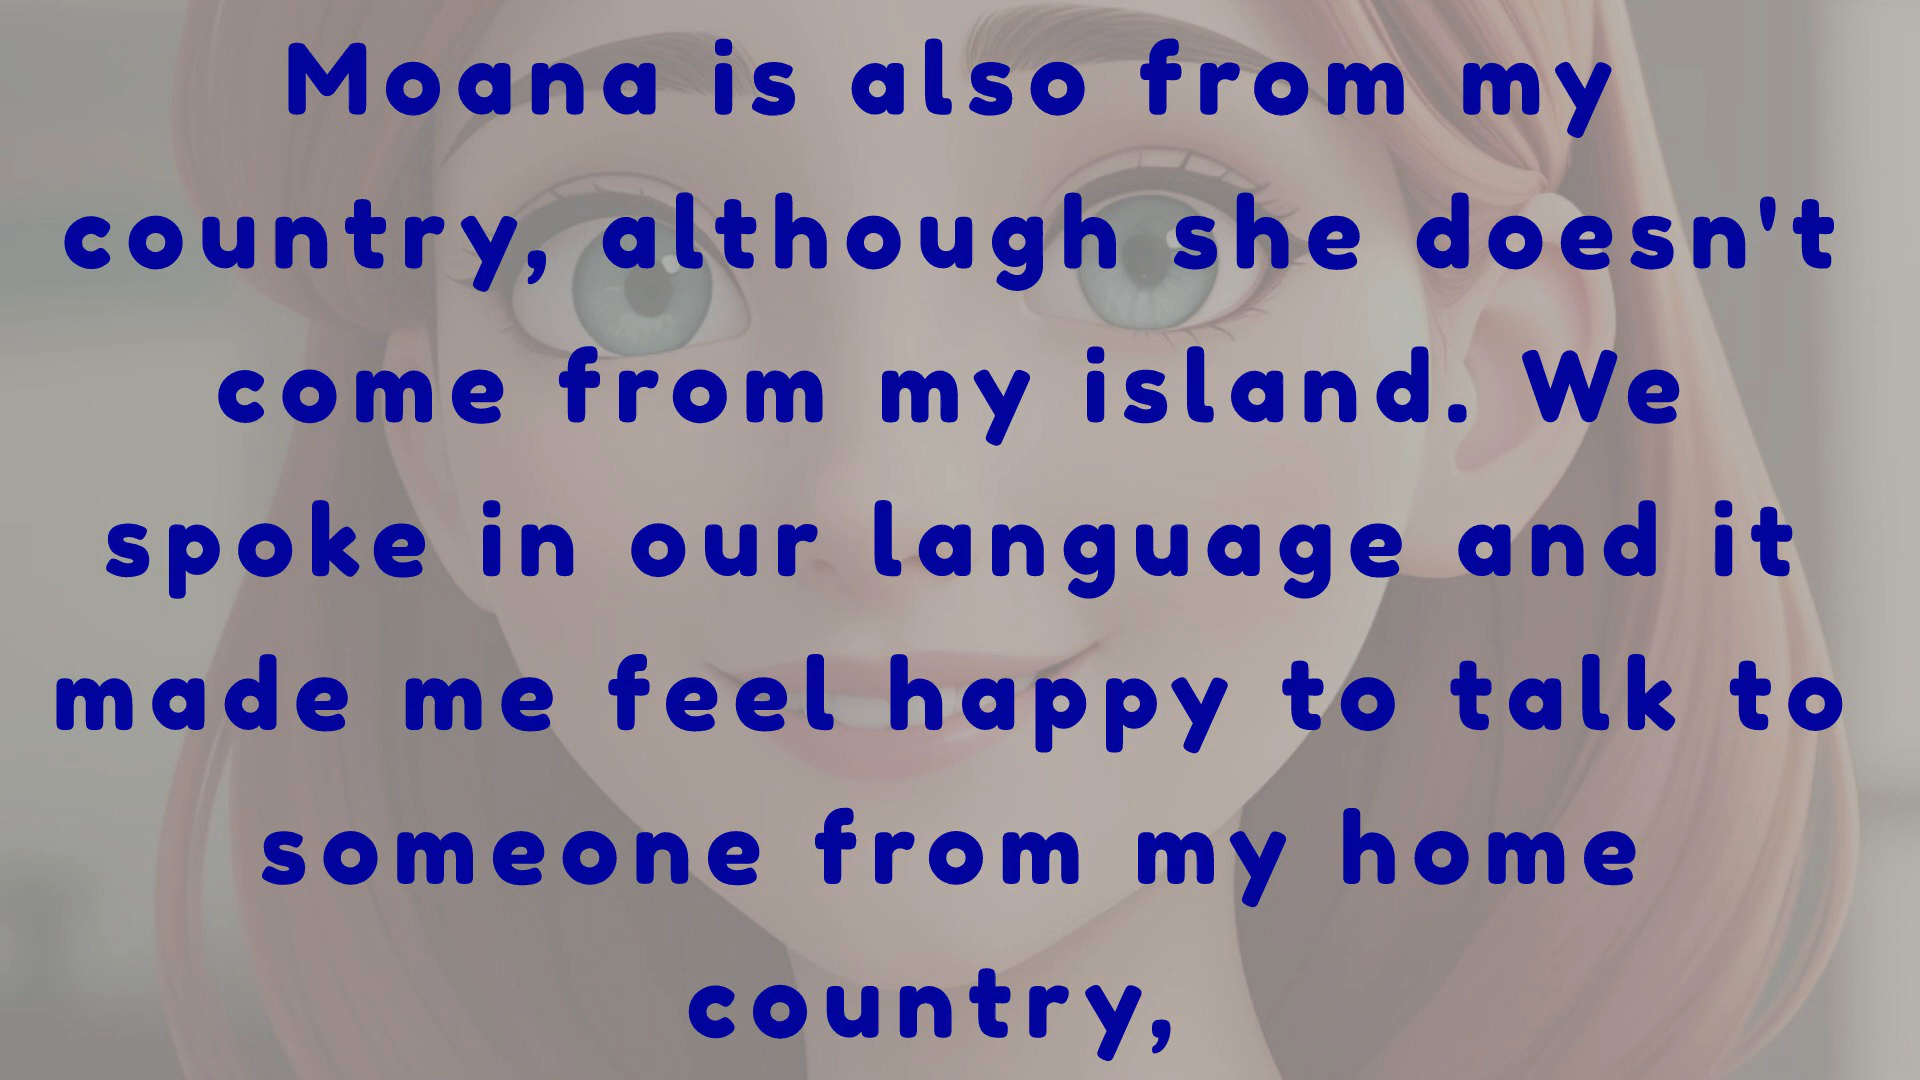 Moana is also from my
country, although she doesn't
come from my island. We
spoke in our language and it
made me feel happy to talk to
someone from my home
country,